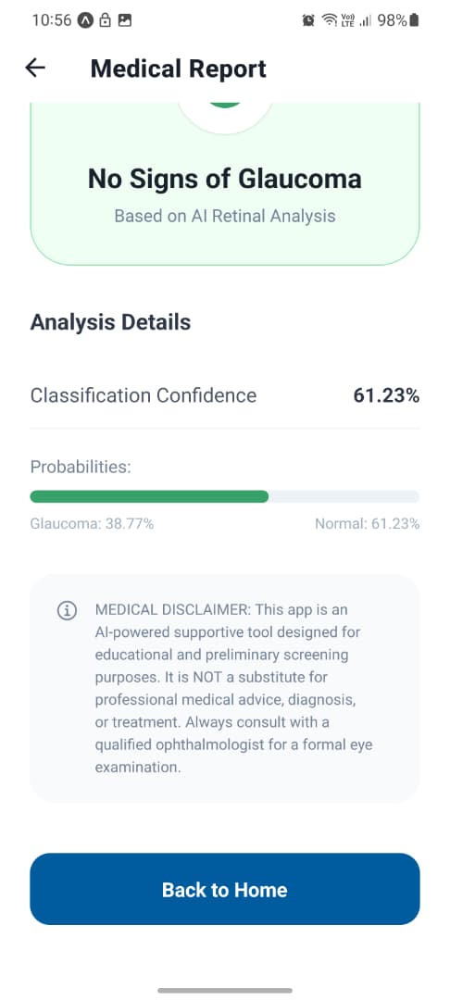 10:56 98%
Medical Report
No Signs of Glaucoma
Based on AI Retinal Analysis
Analysis Details
Classification Confidence 61.23%
Probabilities:
Glaucoma: 38.77% Normal: 61.23%
MEDICAL DISCLAIMER: This app is an
AI-powered supportive tool designed for
educational and preliminary screening
purposes. It is NOT a substitute for
professional medical advice, diagnosis,
or treatment. Always consult with a
qualified ophthalmologist for a formal eye
examination.
Back to Home